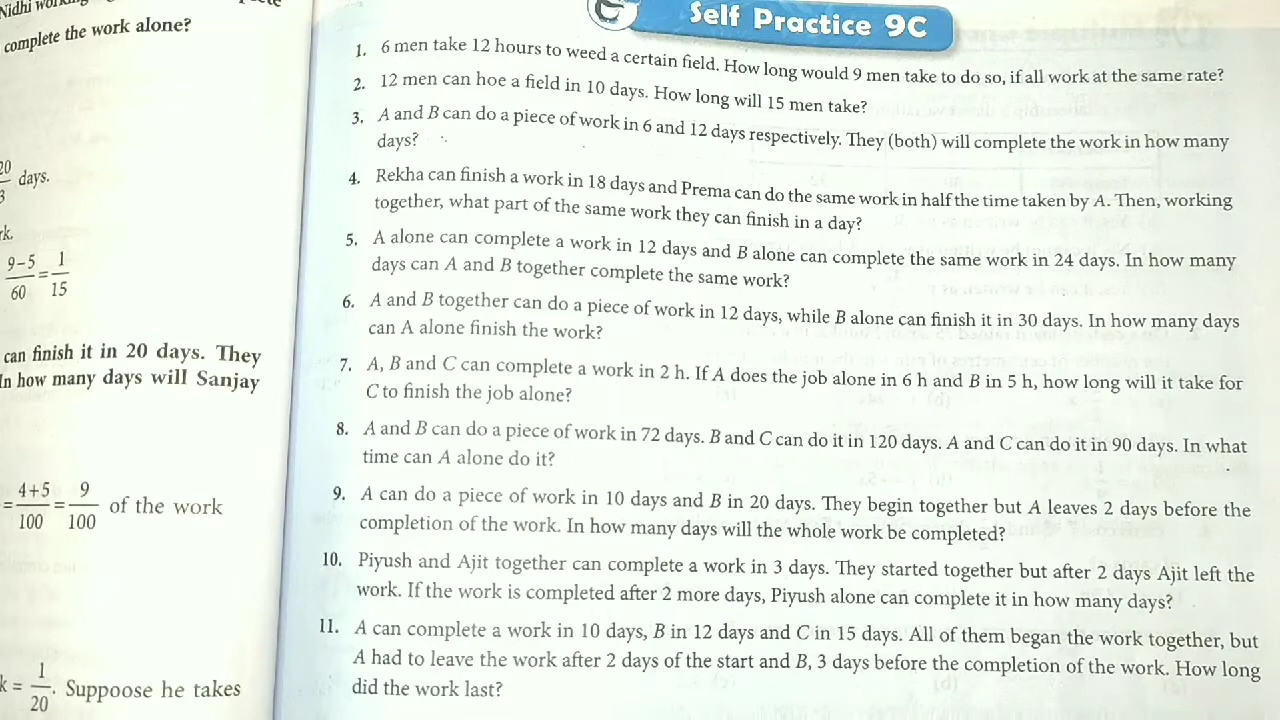 complete the work alone?
20
3
days.
rk.
9−5/60 = 1/15
can finish it in 20 days. They
In how many days will Sanjay
= 4+5/100 = 9/100 of the work
k = 1/20. Suppoose he takes
Self Practice 9C
1. 6 men take 12 hours to weed a certain field. How long would 9 men take to do so, if all work at the same rate?
2. 12 men can hoe a field in 10 days. How long will 15 men take?
3. A and B can do a piece of work in 6 and 12 days respectively. They (both) will complete the work in how many
days?
4. Rekha can finish a work in 18 days and Prema can do the same work in half the time taken by A. Then, working
together, what part of the same work they can finish in a day?
5. A alone can complete a work in 12 days and B alone can complete the same work in 24 days. In how many
days can A and B together complete the same work?
6. A and B together can do a piece of work in 12 days, while B alone can finish it in 30 days. In how many days
can A alone finish the work?
7. A, B and C can complete a work in 2 h. If A does the job alone in 6 h and B in 5 h, how long will it take for
C to finish the job alone?
8. A and B can do a piece of work in 72 days. B and C can do it in 120 days. A and C can do it in 90 days. In what
time can A alone do it?
9. A can do a piece of work in 10 days and B in 20 days. They begin together but A leaves 2 days before the
completion of the work. In how many days will the whole work be completed?
10. Piyush and Ajit together can complete a work in 3 days. They started together but after 2 days Ajit left the
work. If the work is completed after 2 more days, Piyush alone can complete it in how many days?
11. A can complete a work in 10 days, B in 12 days and C in 15 days. All of them began the work together, but
A had to leave the work after 2 days of the start and B, 3 days before the completion of the work. How long
did the work last?